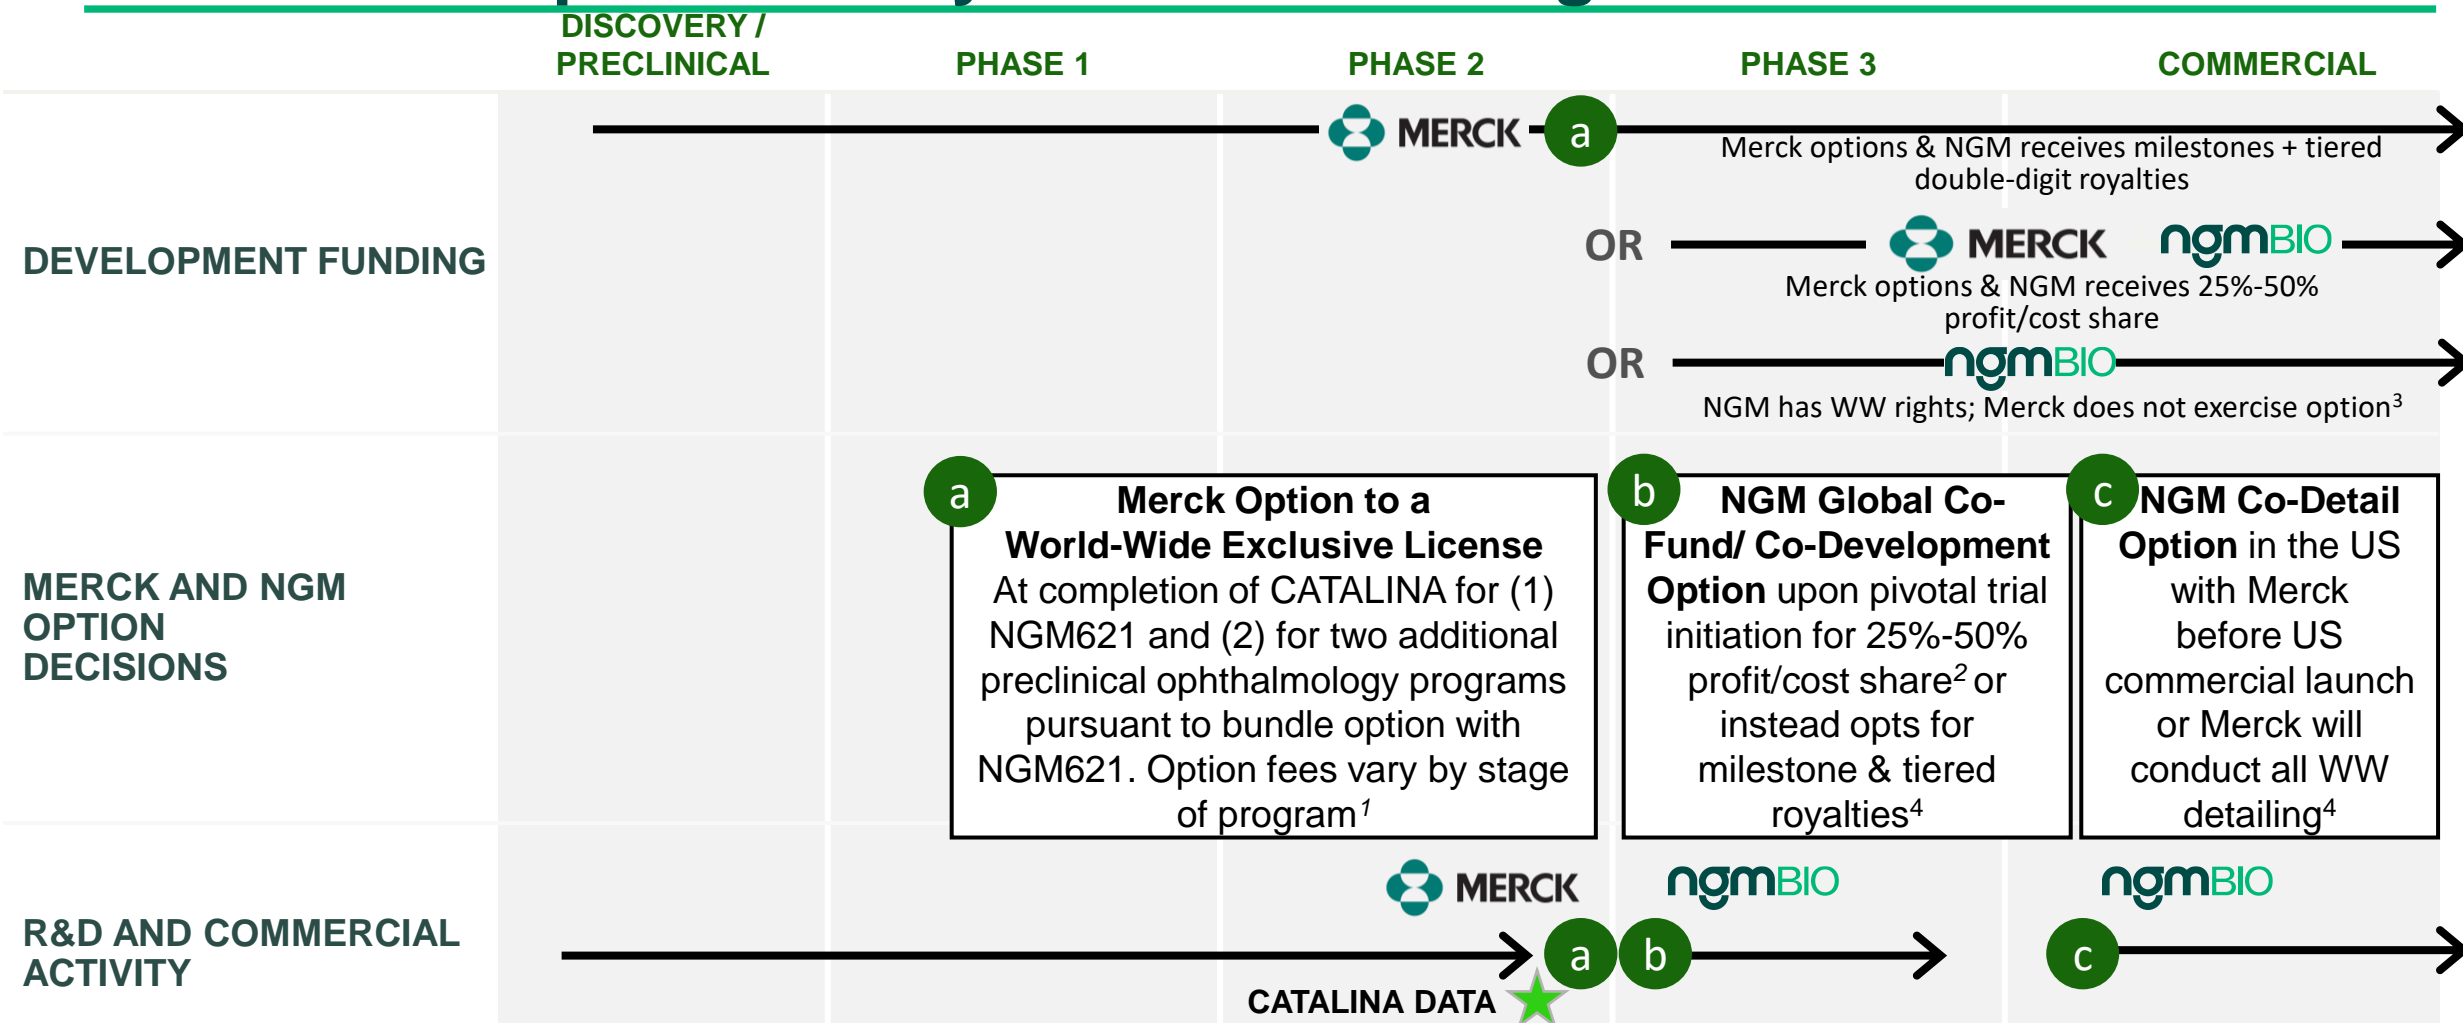 DISCOVERY /
PRECLINICAL
PHASE 1
PHASE 2
PHASE 3
COMMERCIAL
DEVELOPMENT FUNDING
MERCK
a
Merck options & NGM receives milestones + tiered
double-digit royalties
OR
MERCK
ngmBIO
Merck options & NGM receives 25%-50%
profit/cost share
OR
ngmBIO
NGM has WW rights; Merck does not exercise option³
MERCK AND NGM
OPTION
DECISIONS
a
Merck Option to a
World-Wide Exclusive License
At completion of CATALINA for (1)
NGM621 and (2) for two additional
preclinical ophthalmology programs
pursuant to bundle option with
NGM621. Option fees vary by stage
of program¹
b
NGM Global Co-
Fund/ Co-Development
Option upon pivotal trial
initiation for 25%-50%
profit/cost share² or
instead opts for
milestone & tiered
royalties⁴
c
NGM Co-Detail
Option in the US
with Merck
before US
commercial launch
or Merck will
conduct all WW
detailing⁴
R&D AND COMMERCIAL
ACTIVITY
MERCK
ngmBIO
ngmBIO
a
b
c
CATALINA DATA